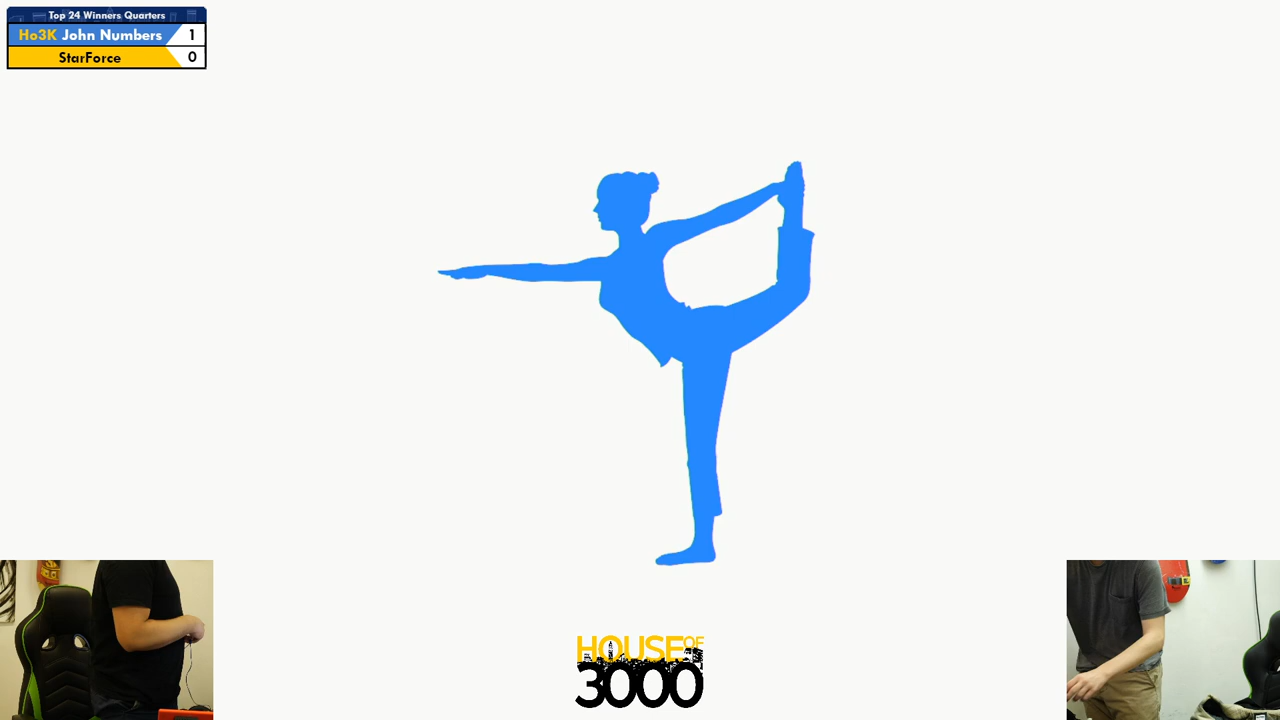 Top 24 Winners Quarters
Ho3K John Numbers 1
StarForce 0
HOUSE OF
3000